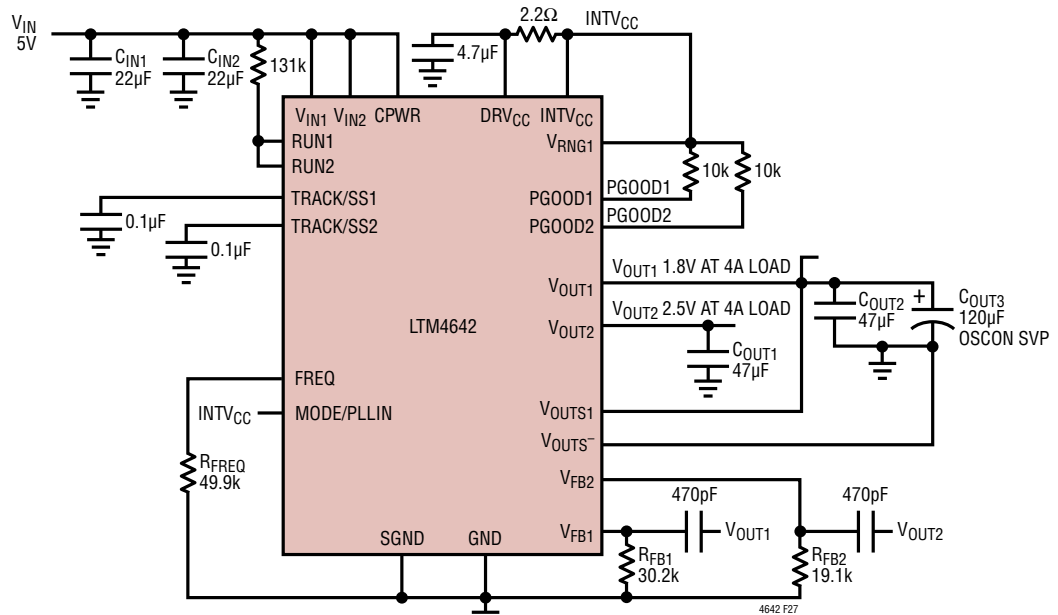 V_IN
5V
C_IN1
22µF
C_IN2
22µF
131k
4.7µF
2.2Ω
INTV_CC
V_IN1 V_IN2 CPWR
DRV_CC INTV_CC
RUN1
RUN2
V_RNG1
10k
10k
TRACK/SS1
TRACK/SS2
0.1µF
0.1µF
PGOOD1
PGOOD1
PGOOD2
PGOOD2
V_OUT1 1.8V AT 4A LOAD
V_OUT1
V_OUT2 2.5V AT 4A LOAD
V_OUT2
LTM4642
C_OUT1
47µF
C_OUT2
47µF
+
C_OUT3
120µF
OSCON SVP
FREQ
INTV_CC
MODE/PLLIN
R_FREQ
49.9k
V_OUTS1
V_OUTS⁻
V_FB2
V_FB1
470pF
V_OUT1
470pF
V_OUT2
R_FB1
30.2k
R_FB2
19.1k
SGND
GND
4642 F27